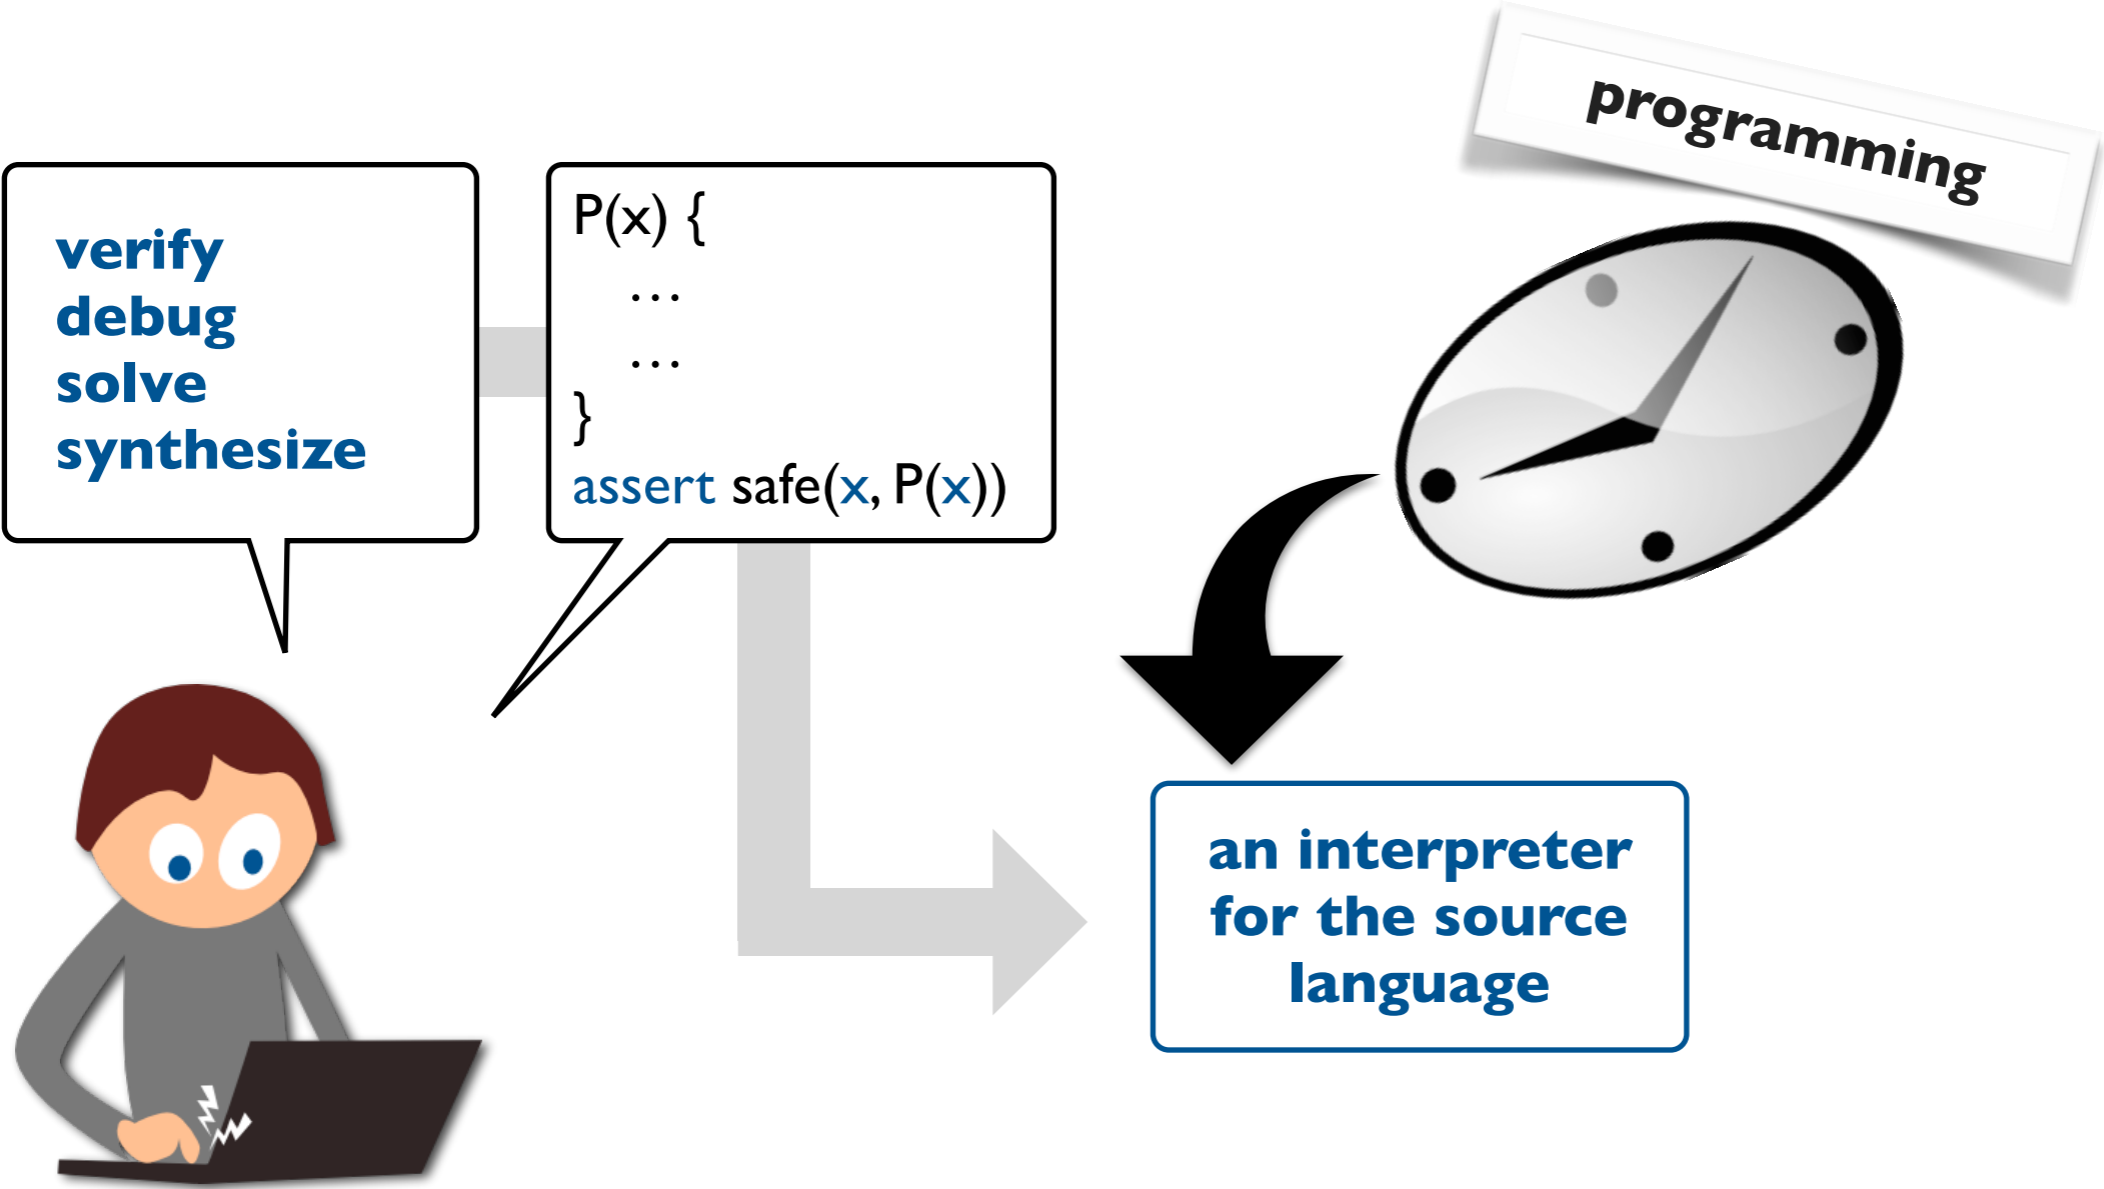 programming
verify
debug
solve
synthesize
P(x) {
…
…
}
assert safe(x, P(x))
an interpreter
for the source
language